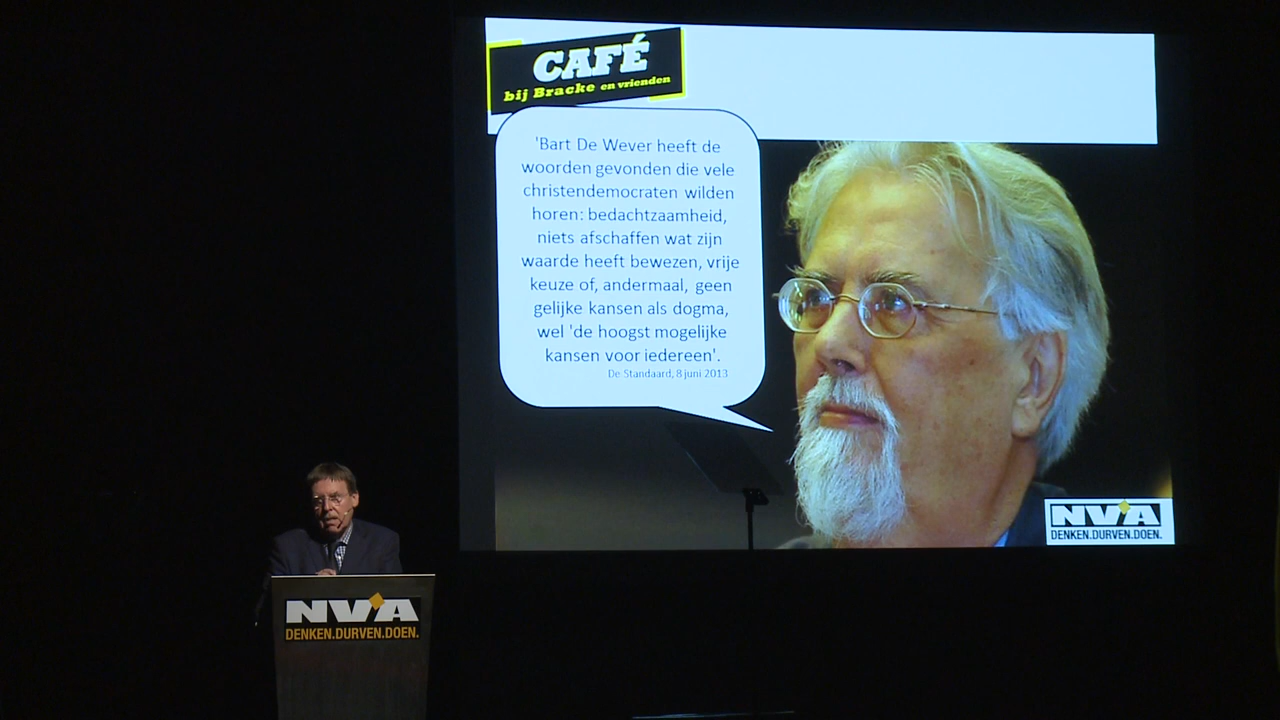 CAFÉ
bij Bracke en vrienden
'Bart De Wever heeft de
woorden gevonden die vele
christendemocraten wilden
horen: bedachtzaamheid,
niets afschaffen wat zijn
waarde heeft bewezen, vrije
keuze of, andermaal, geen
gelijke kansen als dogma,
wel 'de hoogst mogelijke
kansen voor iedereen'.
De Standaard, 8 juni 2013
N-VA
DENKEN.DURVEN.DOEN.
N-VA
DENKEN.DURVEN.DOEN.